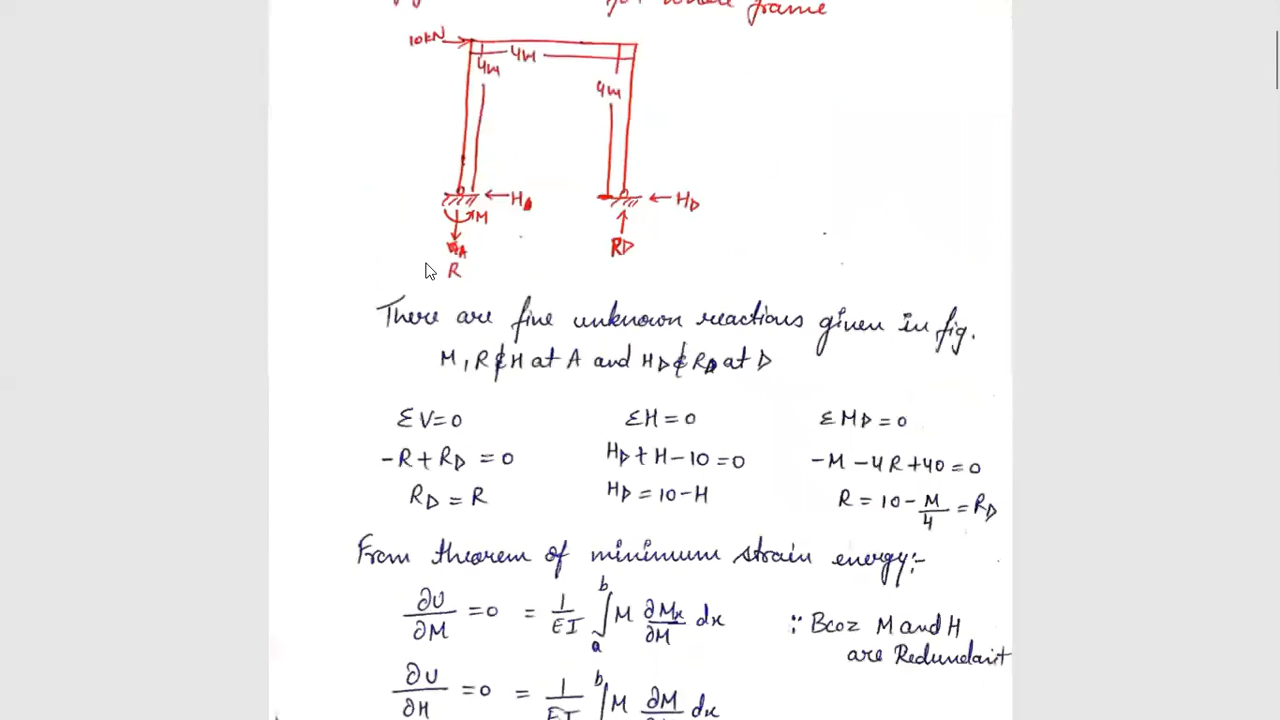 for whole frame
10kN
4m
4m
4m
H
HD
M
RD
R
There are five unknown reactions given in fig.
M, R & H at A and HD & RD at D
ΣV=0 ΣH=0 ΣMD=0
-R+RD=0 HD+H-10=0 -M-4R+40=0
RD=R HD=10-H R=10-M/4=RD
From theorem of minimum strain energy:-
∂U/∂M =0 = 1/EI ∫ₐᵇ M ∂Mx/∂M dx ∵ Bcoz M and H
are Redundant
∂U/∂H =0 = 1/EI ∫ᵇ M ∂M dx